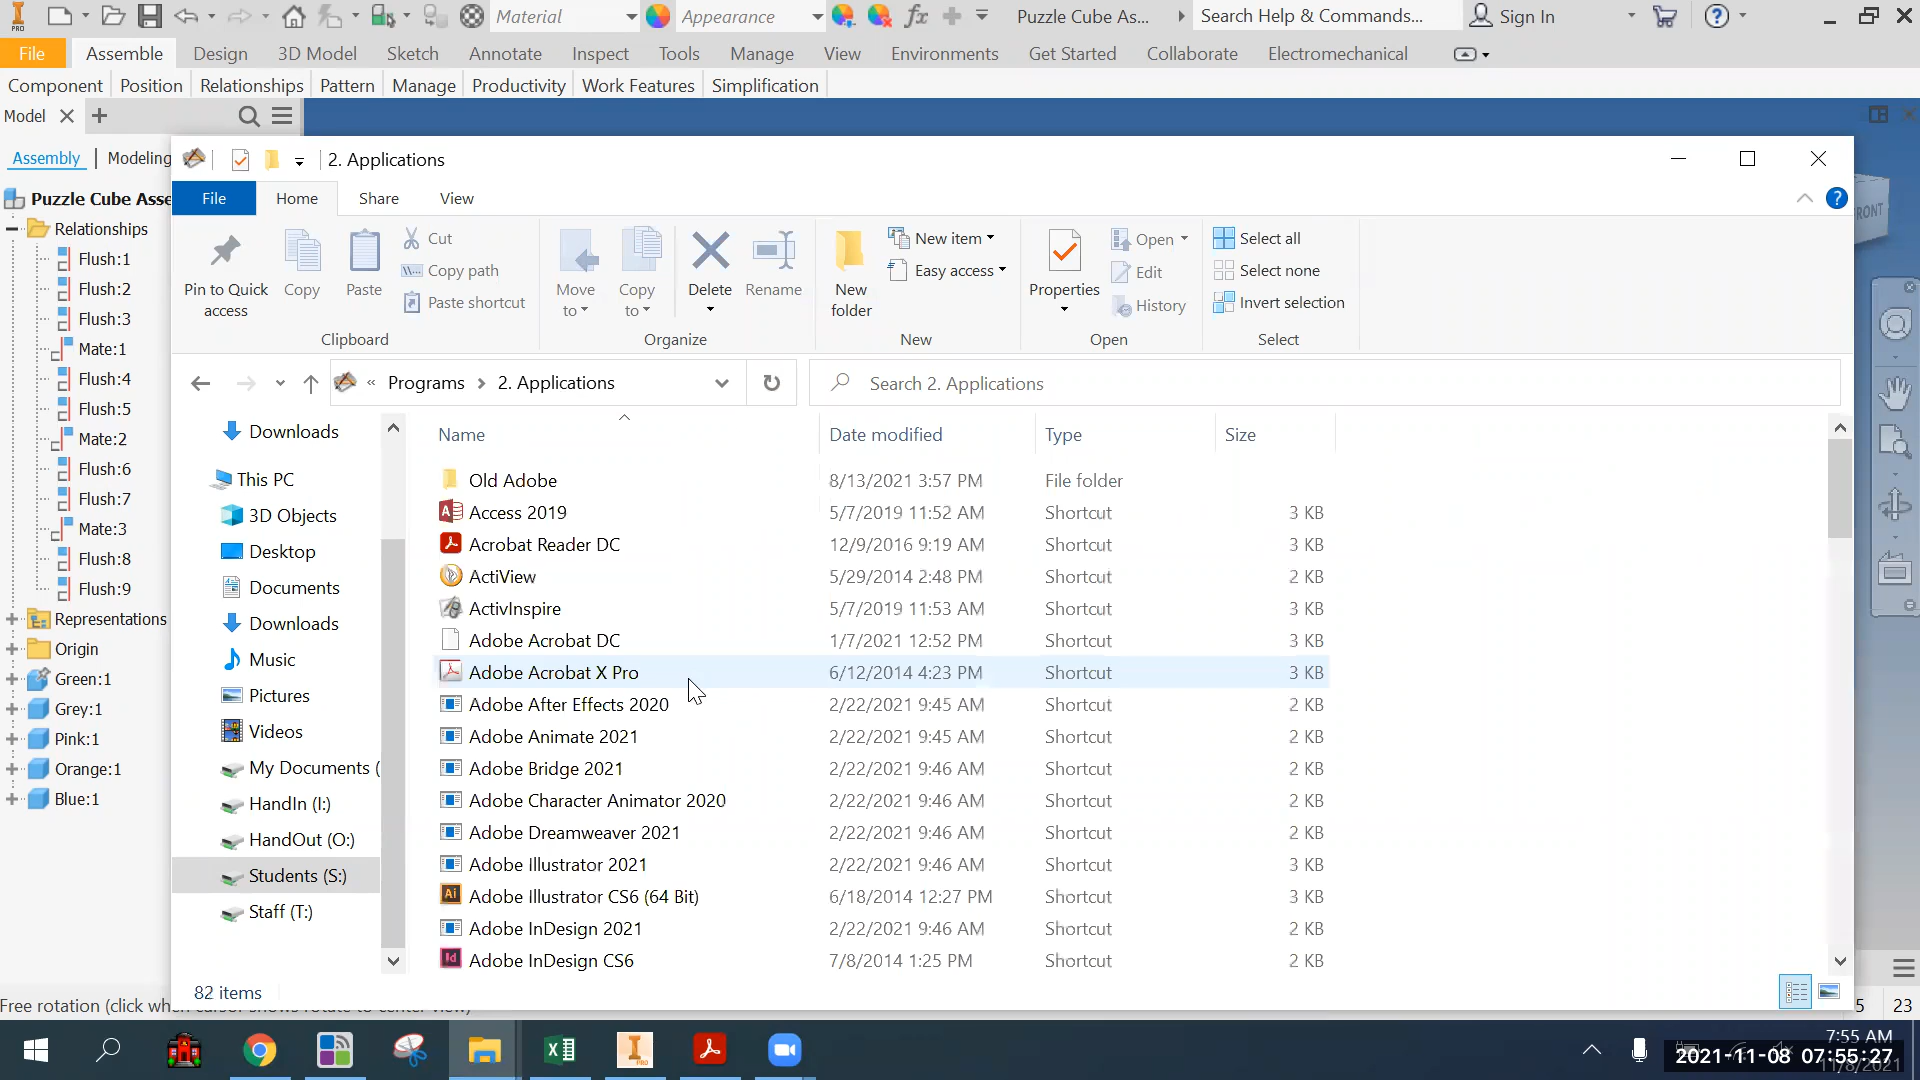 PRO
Material
Appearance
Puzzle Cube As...
Search Help & Commands...
Sign In
File
Assemble
Design
3D Model
Sketch
Annotate
Inspect
Tools
Manage
View
Environments
Get Started
Collaborate
Electromechanical
Component
Position
Relationships
Pattern
Manage
Productivity
Work Features
Simplification
Model
Assembly
Modeling
Puzzle Cube Asse
Relationships
Flush:1
Flush:2
Flush:3
Mate:1
Flush:4
Flush:5
Mate:2
Flush:6
Flush:7
Mate:3
Flush:8
Flush:9
Representations
Origin
Green:1
Grey:1
Pink:1
Orange:1
Blue:1
2. Applications
File
Home
Share
View
Pin to Quick
access
Copy
Paste
Cut
Copy path
Paste shortcut
Clipboard
Move
to
Copy
to
Delete
Rename
Organize
New
folder
New item
Easy access
New
Properties
Open
Edit
History
Open
Select all
Select none
Invert selection
Select
« Programs > 2. Applications
Search 2. Applications
Downloads
This PC
3D Objects
Desktop
Documents
Downloads
Music
Pictures
Videos
My Documents (
HandIn (I:)
HandOut (O:)
Students (S:)
Staff (T:)
Name Date modified Type Size
Old Adobe 8/13/2021 3:57 PM File folder
Access 2019 5/7/2019 11:52 AM Shortcut 3 KB
Acrobat Reader DC 12/9/2016 9:19 AM Shortcut 3 KB
ActiView 5/29/2014 2:48 PM Shortcut 2 KB
ActivInspire 5/7/2019 11:53 AM Shortcut 3 KB
Adobe Acrobat DC 1/7/2021 12:52 PM Shortcut 3 KB
Adobe Acrobat X Pro 6/12/2014 4:23 PM Shortcut 3 KB
Adobe After Effects 2020 2/22/2021 9:45 AM Shortcut 2 KB
Adobe Animate 2021 2/22/2021 9:45 AM Shortcut 2 KB
Adobe Bridge 2021 2/22/2021 9:46 AM Shortcut 2 KB
Adobe Character Animator 2020 2/22/2021 9:46 AM Shortcut 2 KB
Adobe Dreamweaver 2021 2/22/2021 9:46 AM Shortcut 2 KB
Adobe Illustrator 2021 2/22/2021 9:46 AM Shortcut 3 KB
Adobe Illustrator CS6 (64 Bit) 6/18/2014 12:27 PM Shortcut 3 KB
Adobe InDesign 2021 2/22/2021 9:46 AM Shortcut 2 KB
Adobe InDesign CS6 7/8/2014 1:25 PM Shortcut 2 KB
82 items
Free rotation (click
5 23
7:55 AM
2021-11-08 07:55:27
11/8/2021